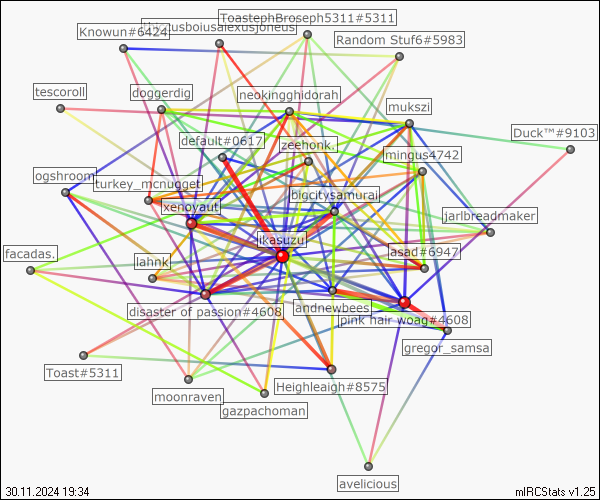 ToastephBroseph5311#5311
thiccusboiusalexusjoneus
Knowun#6424
Random Stuf6#5983
tescoroll
doggerdig
neokingghidorah
mukszi
Duck™#9103
default#0617
zeehonk.
mingus4742
ogshroom
turkey_mcnugget
bigcitysamurai
xenoyaut
jarlbreadmaker
ikasuzu
asad#6947
facadas.
lahnk
disaster of passion#4608
andnewbees
pink hair woag#4608
gregor_samsa
Toast#5311
moonraven
Heighleaigh#8575
gazpachoman
avelicious
30.11.2024 19:34
mIRCStats v1.25